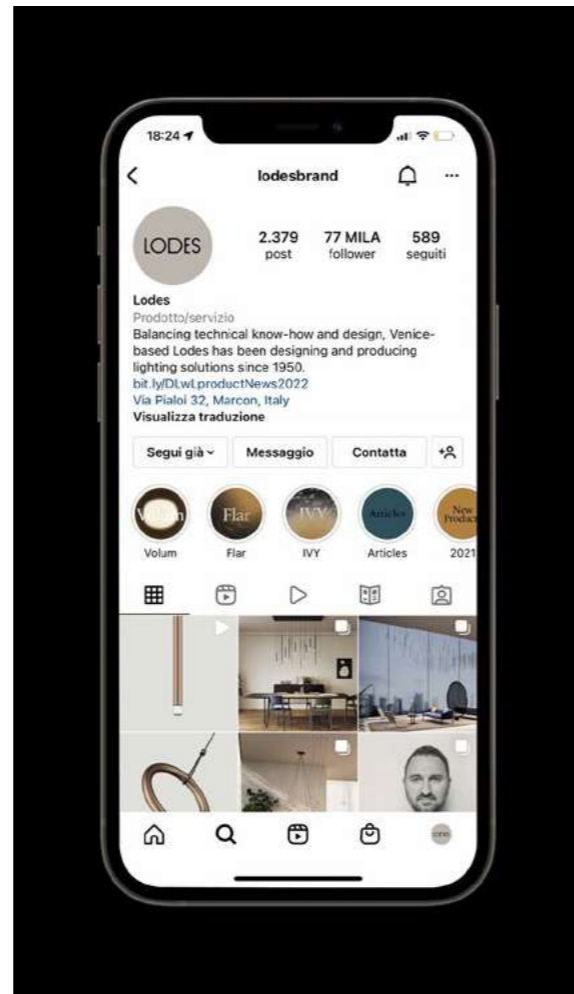 18:24
lodesbrand
LODES
2.379 77 MILA 589
post follower seguiti
Lodes
Prodotto/servizio
Balancing technical know-how and design, Venice-
based Lodes has been designing and producing
lighting solutions since 1950.
bit.ly/DLwLproductNews2022
Via Pialoi 32, Marcon, Italy
Visualizza traduzione
Segui già Messaggio Contatta
Volum Flar IVY Articles New
Product
Volum Flar IVY Articles 2021